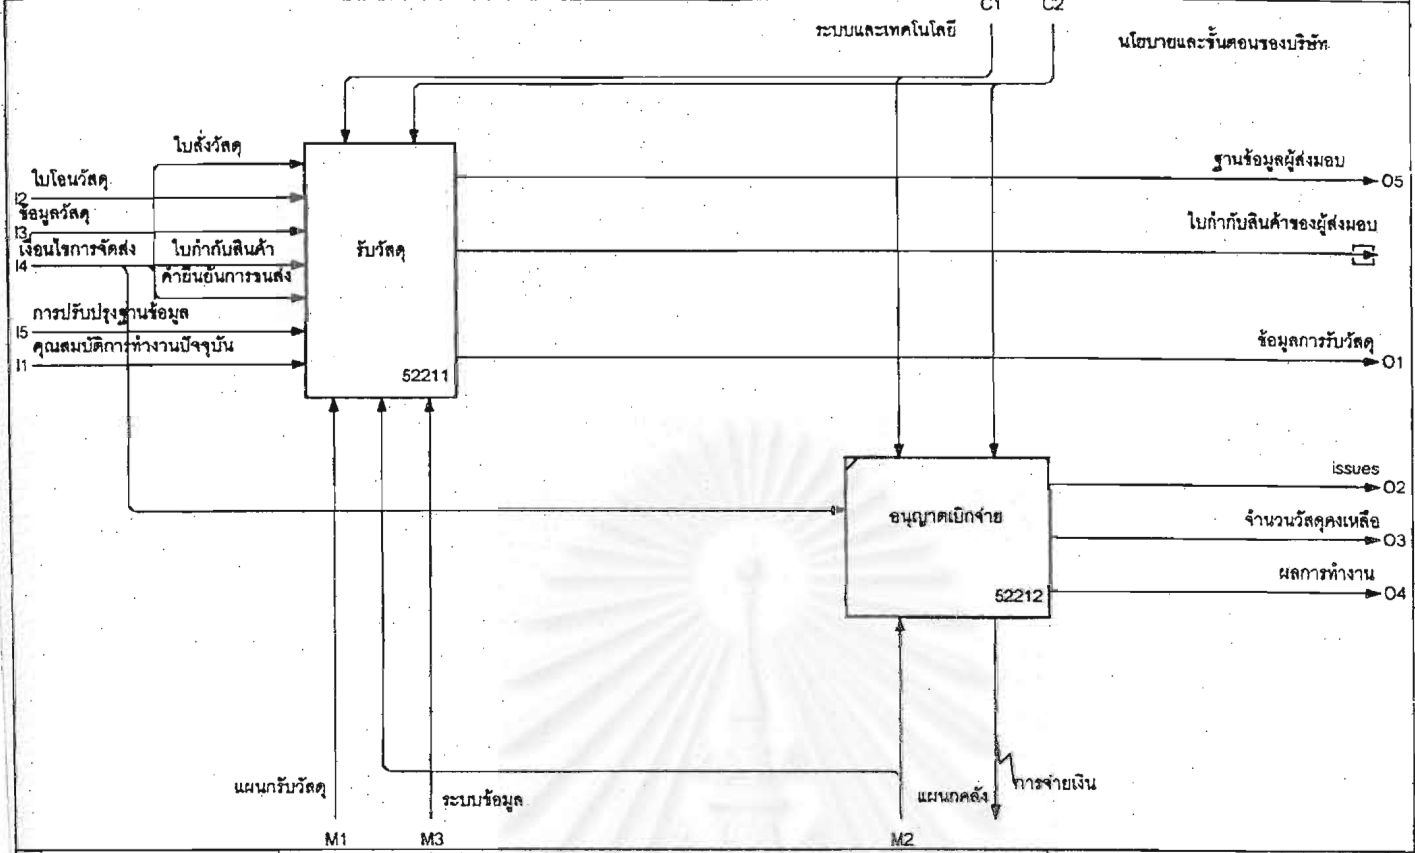 C1 C2
ระบบและเทคโนโลยี
นโยบายและขั้นตอนของบริษัท
ใบสั่งวัสดุ
ฐานข้อมูลผู้ส่งมอบ
O5
ใบโอนวัสดุ
I2
ข้อมูลวัสดุ
I3
ใบกำกับสินค้าของผู้ส่งมอบ
เงื่อนไขการจัดส่ง
I4
ใบกำกับสินค้า
รับวัสดุ
คำยืนยันการขนส่ง
การปรับปรุงฐานข้อมูล
I5
คุณสมบัติการทำงานปัจจุบัน
I1
ข้อมูลการรับวัสดุ
O1
52211
issues
O2
อนุญาตเบิกจ่าย
จำนวนวัสดุคงเหลือ
O3
ผลการทำงาน
O4
52212
แผนกรับวัสดุ
ระบบข้อมูล
แผนกคลัง
การจ่ายเงิน
M1
M3
M2